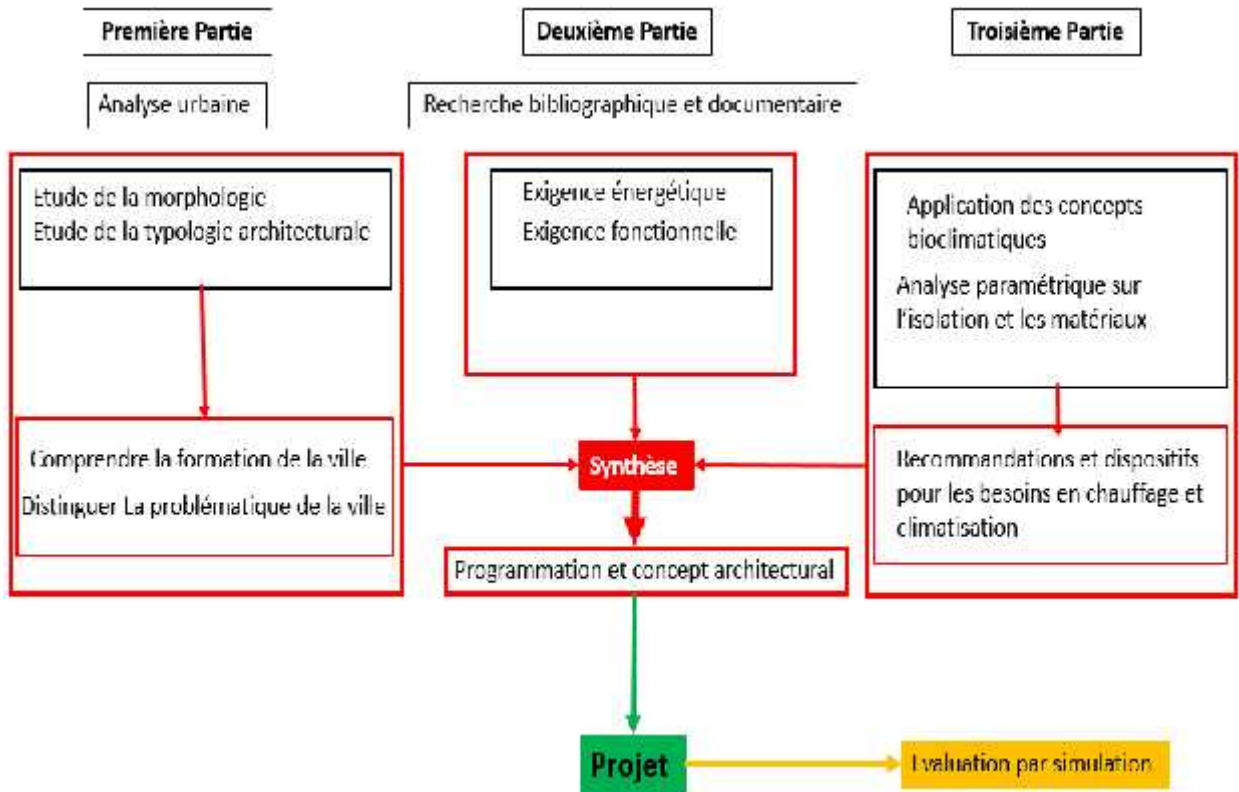 Première Partie
Deuxième Partie
Troisième Partie
Analyse urbaine
Recherche bibliographique et documentaire
Etude de la morphologie
Etude de la typologie architecturale
Exigence énergétique
Exigence fonctionnelle
Application des concepts
bioclimatiques
Analyse paramétrique sur
l'isolation et les matériaux
Comprendre la formation de la ville
Distinguer La problématique de la ville
Synthèse
Recommandations et dispositifs
pour les besoins en chauffage et
climatisation
Programmation et concept architectural
Projet
Evaluation par simulation